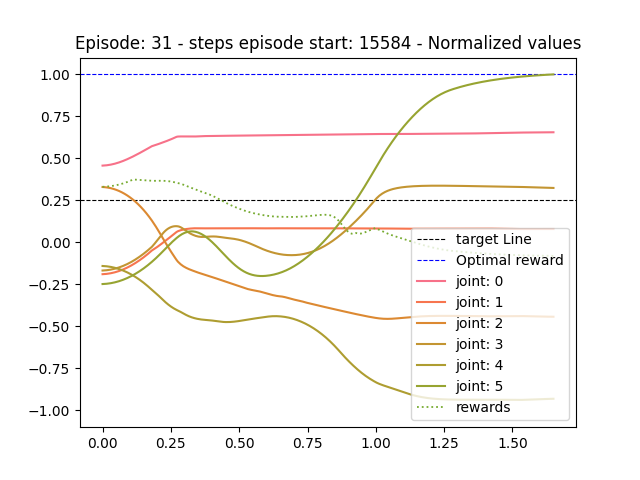 Episode: 31 - steps episode start: 15584 - Normalized values
1.00
0.75
0.50
0.25
0.00
−0.25
−0.50
−0.75
−1.00
target Line
Optimal reward
joint: 0
joint: 1
joint: 2
joint: 3
joint: 4
joint: 5
rewards
0.00 0.25 0.50 0.75 1.00 1.25 1.50